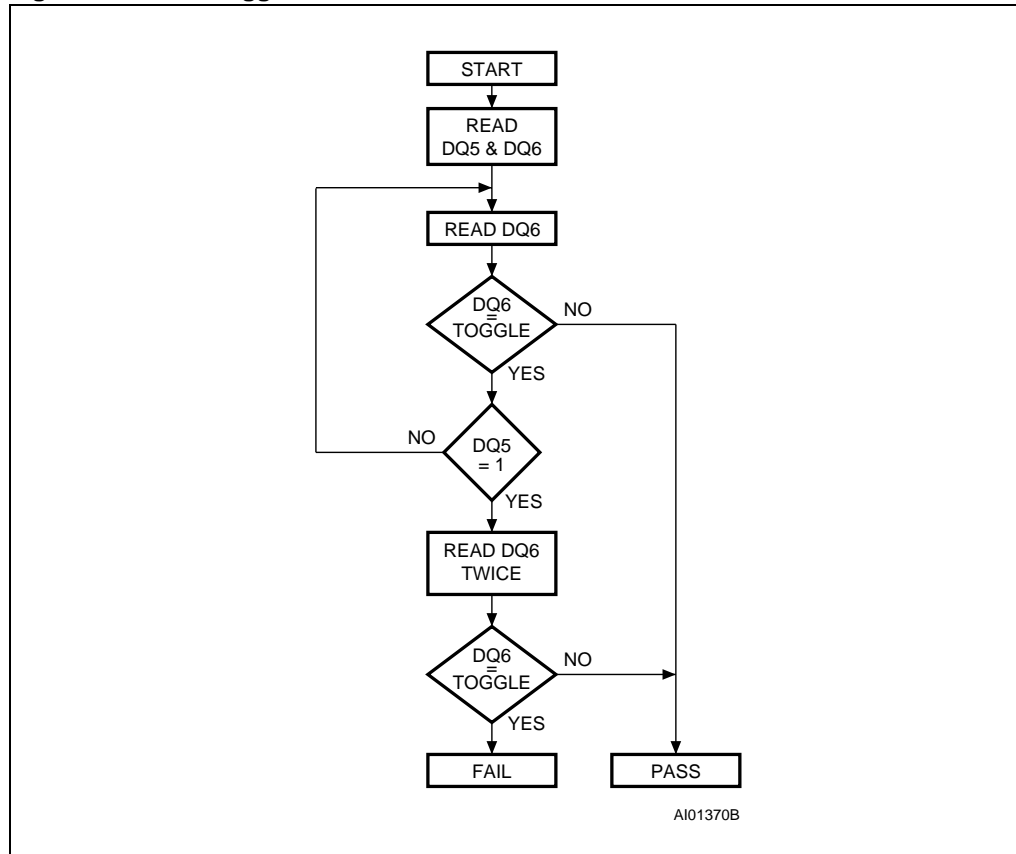 START
READ
DQ5 & DQ6
READ DQ6
DQ6
=
TOGGLE
NO
YES
NO
DQ5
= 1
YES
READ DQ6
TWICE
DQ6
=
TOGGLE
NO
YES
FAIL
PASS
AI01370B